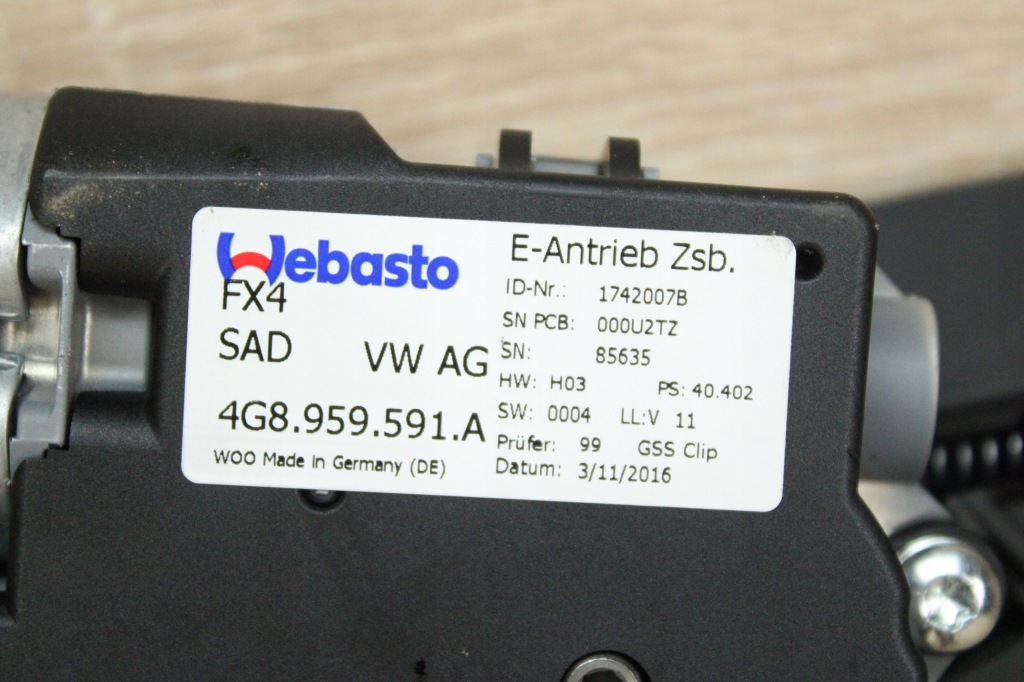 Webasto
FX4
SAD
VW AG
4G8.959.591.A
WOO Made in Germany (DE)
E-Antrieb Zsb.
ID-Nr.: 1742007B
SN PCB: 000U2TZ
SN: 85635
HW: H03 PS: 40.402
SW: 0004 LL:V 11
Prüfer: 99 GSS Clip
Datum: 3/11/2016